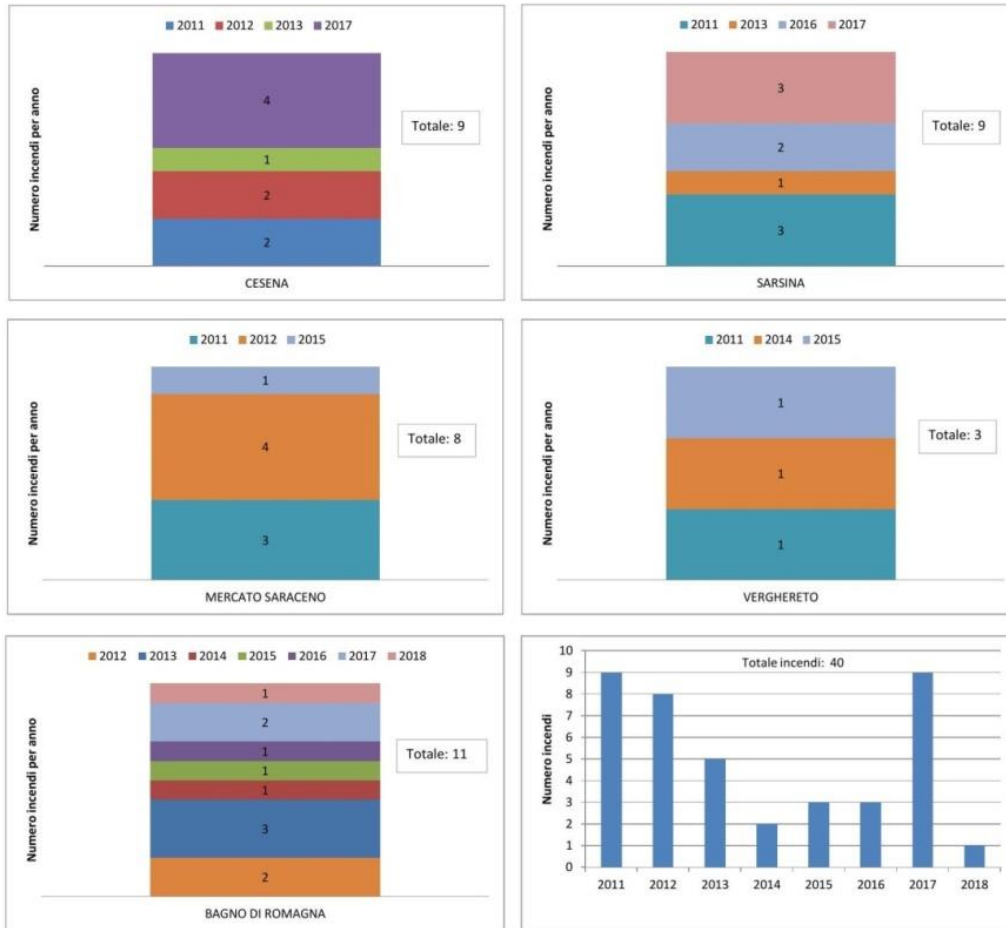 2011 2012 2013 2017
Numero incendi per anno
4
1
2
2
Totale: 9
CESENA
2011 2013 2016 2017
Numero incendi per anno
3
2
1
3
Totale: 9
SARSINA
2011 2012 2015
Numero incendi per anno
1
4
3
Totale: 8
MERCATO SARACENO
2011 2014 2015
Numero incendi per anno
1
1
1
Totale: 3
VERGHERETO
2012 2013 2014 2015 2016 2017 2018
Numero incendi per anno
1
2
1
1
1
3
2
Totale: 11
BAGNO DI ROMAGNA
Totale incendi: 40
Numero incendi
10
9
8
7
6
5
4
3
2
1
0
2011 2012 2013 2014 2015 2016 2017 2018